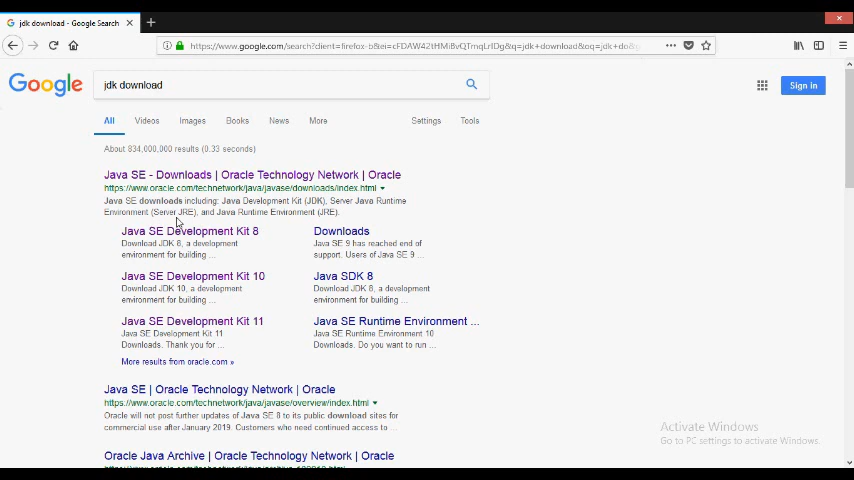 jdk download - Google Search
https://www.google.com/search?client=firefox-b&ei=
Google
jdk download
Sign in
All Videos Images Books News More Settings Tools
About 834,000,000 results (0.33 seconds)
Java SE - Downloads | Oracle Technology Network | Oracle
https://www.oracle.com/technetwork/java/javase/downloads/index.html
Java SE downloads including: Java Development Kit (JDK), Server Java Runtime
Environment (Server JRE), and Java Runtime Environment (JRE).
Java SE Development Kit 8
Download JDK 8, a development
environment for building ...
Downloads
Java SE 9 has reached end of
support. Users of Java SE 9 ...
Java SE Development Kit 10
Download JDK 10, a development
environment for building ...
Java SDK 8
Download JDK 8, a development
environment for building ...
Java SE Development Kit 11
Java SE Development Kit 11
Downloads. Thank you for ...
Java SE Runtime Environment ...
Java SE Runtime Environment 10
Downloads. Do you want to run ...
More results from oracle.com »
Java SE | Oracle Technology Network | Oracle
https://www.oracle.com/technetwork/java/javase/overview/index.html
Oracle will not post further updates of Java SE 8 to its public download sites for
commercial use after January 2019. Customers who need continued access to ...
Oracle Java Archive | Oracle Technology Network | Oracle
Activate Windows
Go to PC settings to activate Windows.